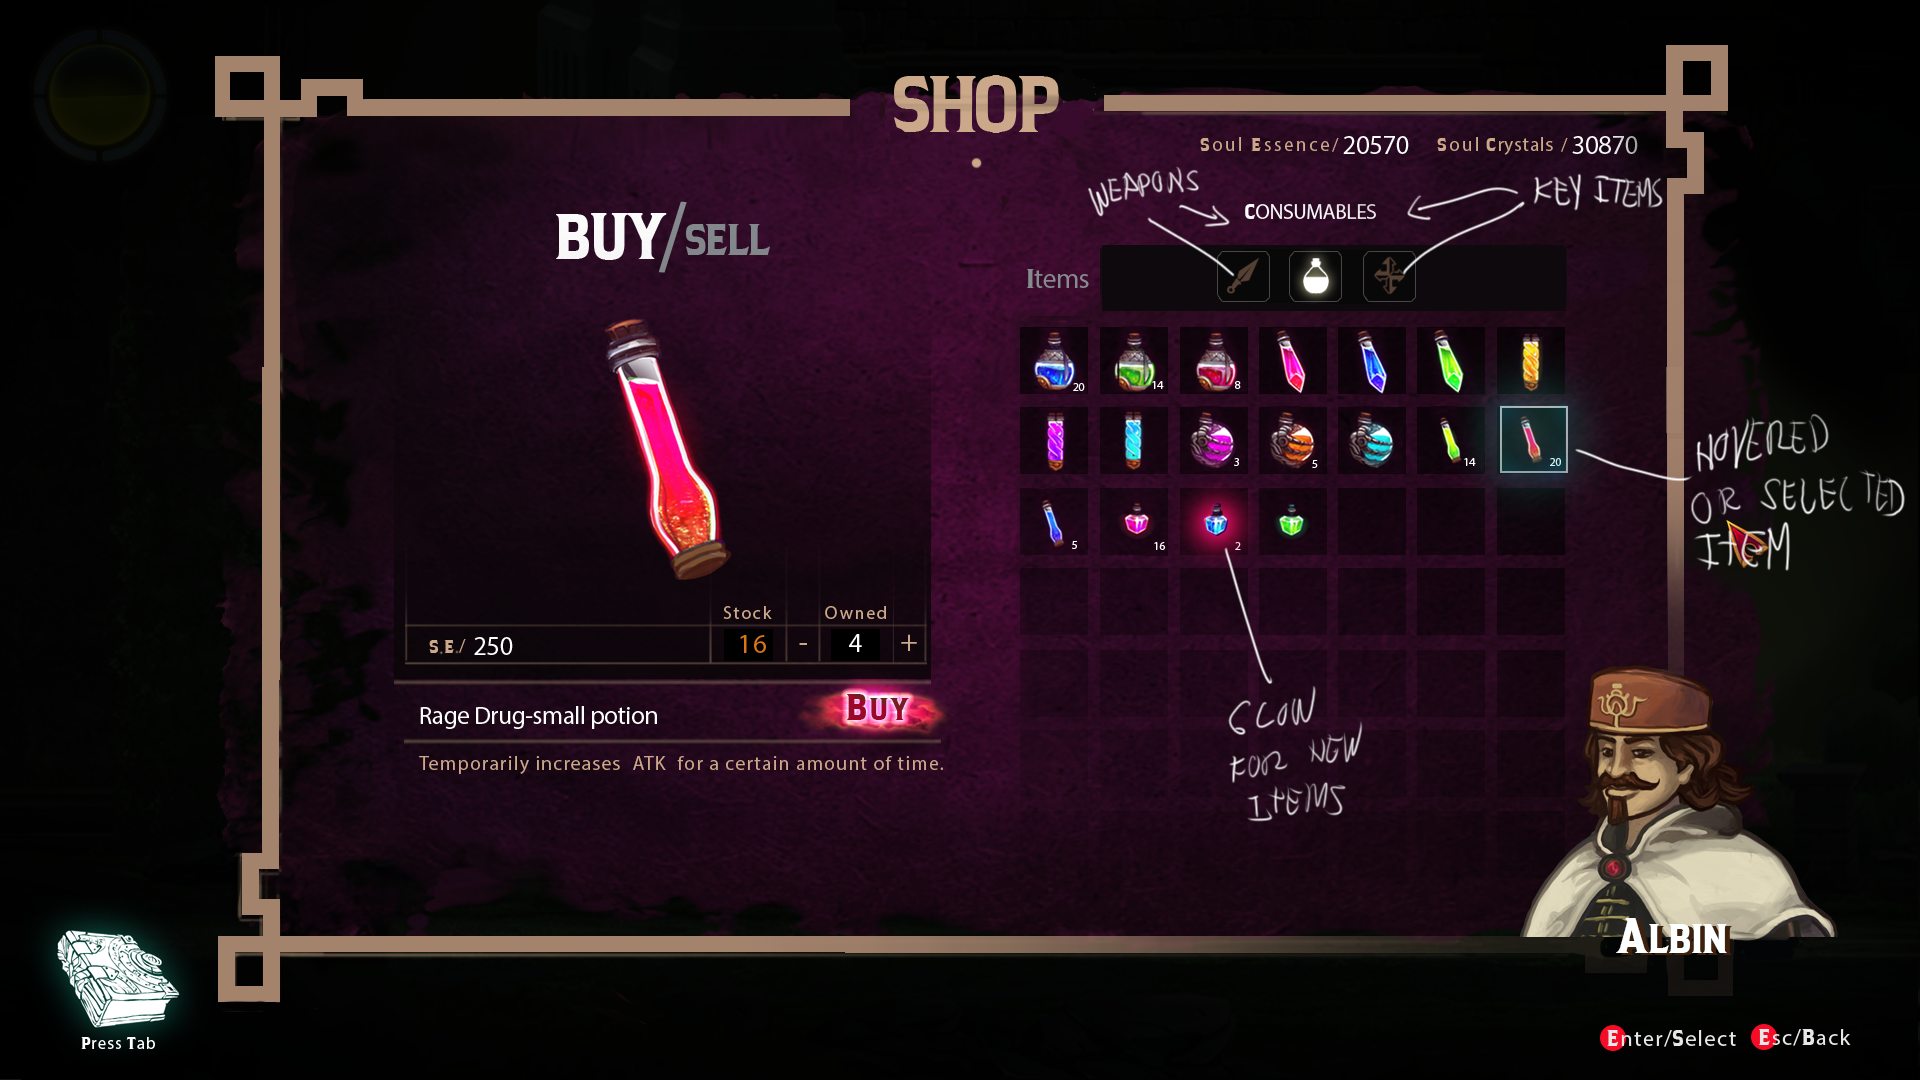 SHOP
Soul Essence/ 20570 Soul Crystals / 30870
WEAPONS
CONSUMABLES
KEY ITEMS
BUY/SELL
Items
20 14 8
3 5 14 20
5 16 2
HOVERED
OR SELECTED
ITEM
Stock Owned
S.E./ 250 16 - 4 +
Rage Drug-small potion
BUY
Temporarily increases ATK for a certain amount of time.
GLOW
FOR NEW
ITEMS
ALBIN
Press Tab
Enter/Select Esc/Back